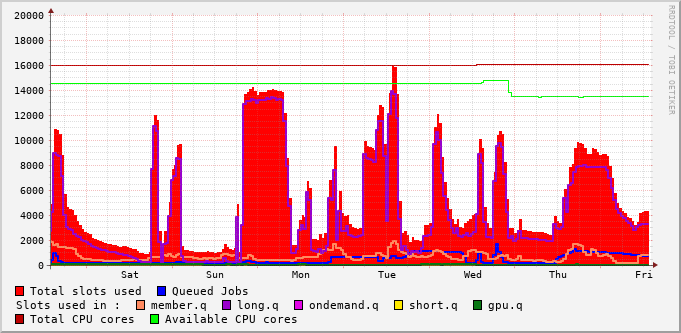 20000
18000
16000
14000
12000
10000
8000
6000
4000
2000
0
Sat Sun Mon Tue Wed Thu Fri
RRDTOOL / TOBI OETIKER
Total slots used Queued Jobs
Slots used in : member.q long.q ondemand.q short.q gpu.q
Total CPU cores Available CPU cores